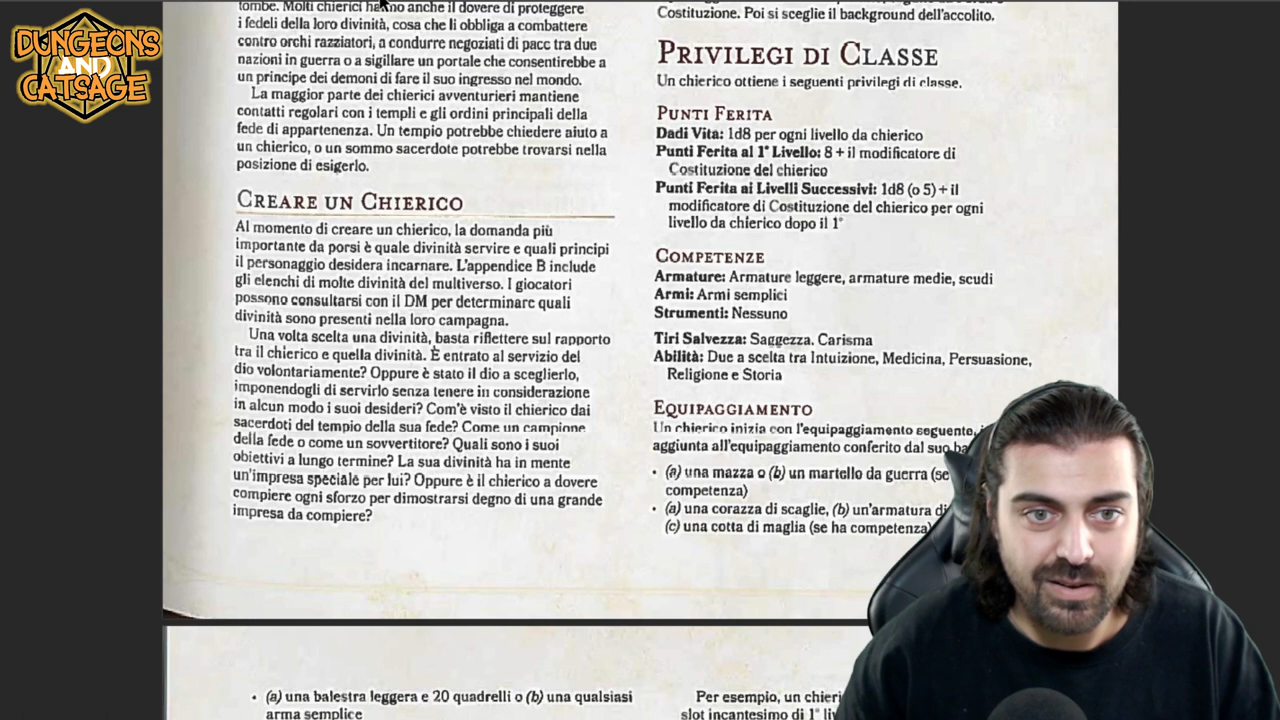 DUNGEONS
AND
CATSAGE
tombe. Molti chierici hanno anche il dovere di proteggere
i fedeli della loro divinità, cosa che li obbliga a combattere
contro orchi razziatori, a condurre negoziati di pace tra due
nazioni in guerra o a sigillare un portale che consentirebbe a
un principe dei demoni di fare il suo ingresso nel mondo.
La maggior parte dei chierici avventurieri mantiene
contatti regolari con i templi e gli ordini principali della
fede di appartenenza. Un tempio potrebbe chiedere aiuto a
un chierico, o un sommo sacerdote potrebbe trovarsi nella
posizione di esigerlo.
CREARE UN CHIERICO
Al momento di creare un chierico, la domanda più
importante da porsi è quale divinità servire e quali principi
il personaggio desidera incarnare. L'appendice B include
gli elenchi di molte divinità del multiverso. I giocatori
possono consultarsi con il DM per determinare quali
divinità sono presenti nella loro campagna.
Una volta scelta una divinità, basta riflettere sul rapporto
tra il chierico e quella divinità. È entrato al servizio del
dio volontariamente? Oppure è stato il dio a sceglierlo,
imponendogli di servirlo senza tenere in considerazione
in alcun modo i suoi desideri? Com'è visto il chierico dai
sacerdoti del tempio della sua fede? Come un campione
della fede o come un sovvertitore? Quali sono i suoi
obiettivi a lungo termine? La sua divinità ha in mente
un'impresa speciale per lui? Oppure è il chierico a dovere
compiere ogni sforzo per dimostrarsi degno di una grande
impresa da compiere?
Costituzione. Poi si sceglie il background dell'accolito.
PRIVILEGI DI CLASSE
Un chierico ottiene i seguenti privilegi di classe.
PUNTI FERITA
Dadi Vita: 1d8 per ogni livello da chierico
Punti Ferita al 1° Livello: 8 + il modificatore di
Costituzione del chierico
Punti Ferita ai Livelli Successivi: 1d8 (o 5) + il
modificatore di Costituzione del chierico per ogni
livello da chierico dopo il 1°
COMPETENZE
Armature: Armature leggere, armature medie, scudi
Armi: Armi semplici
Strumenti: Nessuno
Tiri Salvezza: Saggezza, Carisma
Abilità: Due a scelta tra Intuizione, Medicina, Persuasione,
Religione e Storia
EQUIPAGGIAMENTO
Un chierico inizia con l'equipaggiamento seguente,
aggiunta all'equipaggiamento conferito dal suo
• (a) una mazza o (b) un martello da guerra (se
competenza)
• (a) una corazza di scaglie, (b) un'armatura di
(c) una cotta di maglia (se ha competenza)
• (a) una balestra leggera e 20 quadrelli o (b) una qualsiasi
arma semplice
Per esempio, un
slot incantesimo di 1°